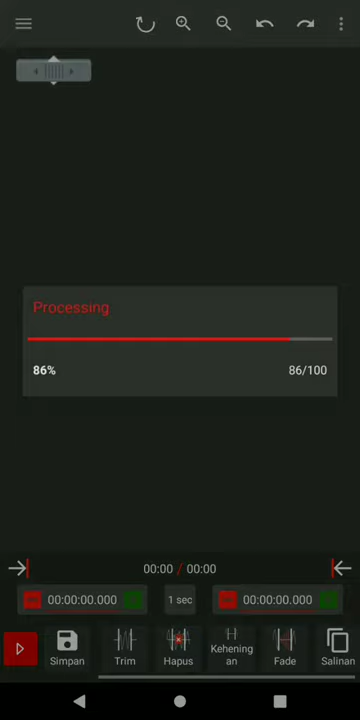 Processing
86%
86/100
00:00 / 00:00
00:00:00.000
1 sec
00:00:00.000
Simpan
Trim
Hapus
Kehening
an
Fade
Salinan